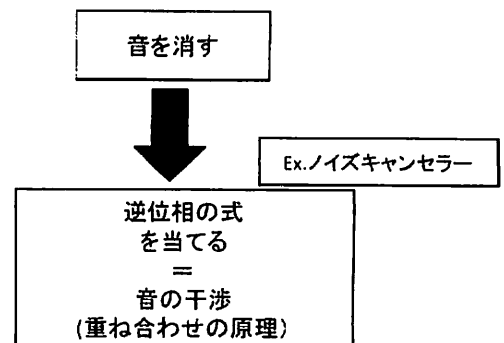 音を消す
Ex.ノイズキャンセラー
逆位相の式
を当てる
＝
音の干渉
(重ね合わせの原理)